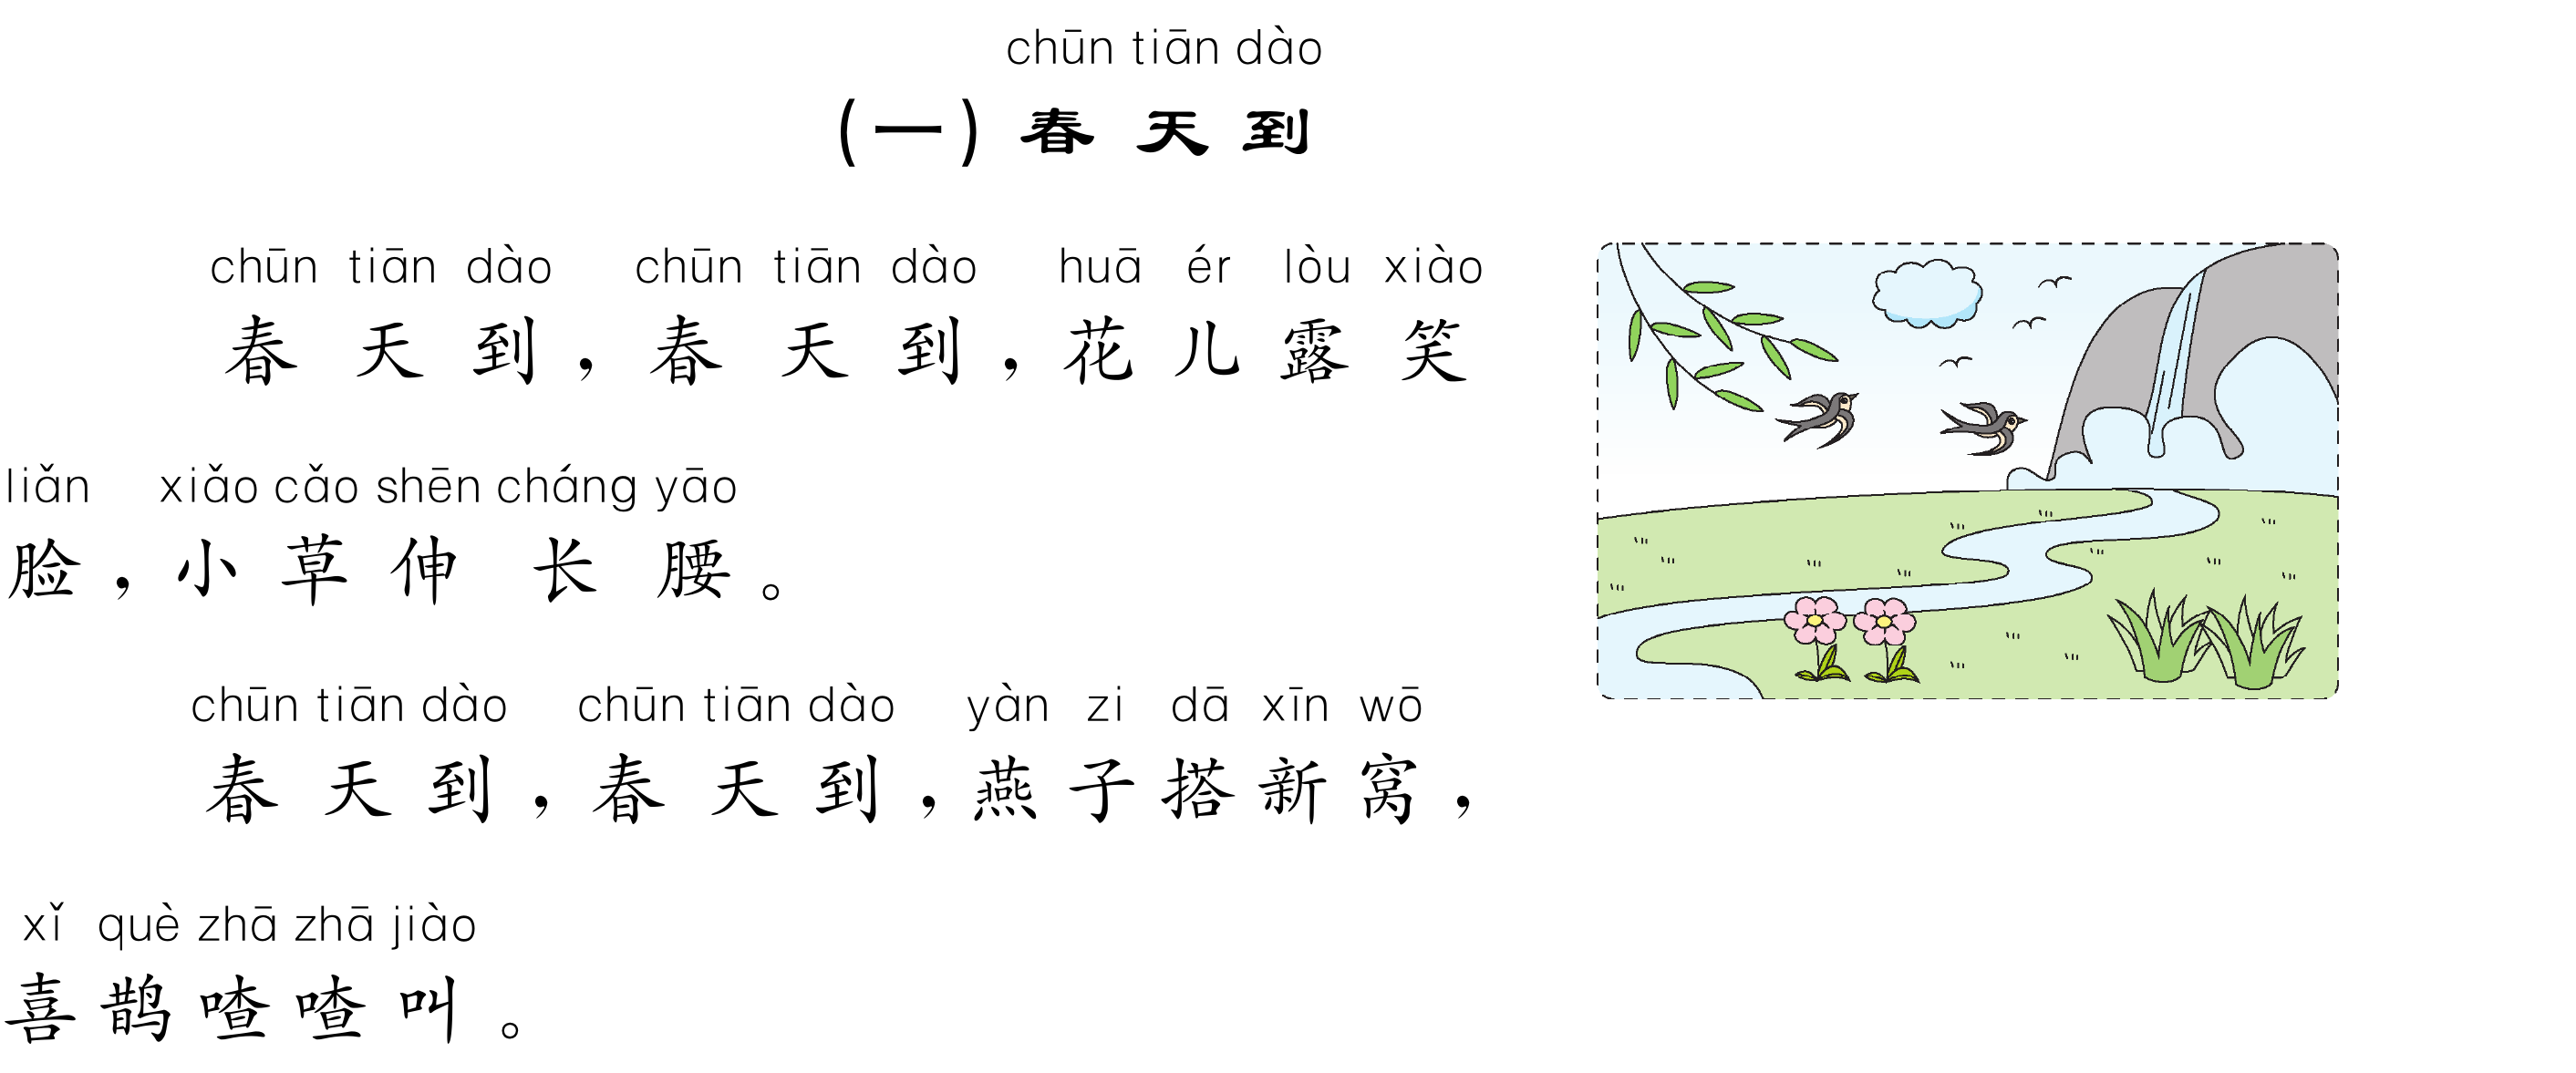 chūn tiān dào
(一)春天到
chūn tiān dào chūn tiān dào huā ér lòu xiào
春天到，春天到，花儿露笑
liǎn xiǎo cǎo shēn cháng yāo
脸，小草伸长腰。
chūn tiān dào chūn tiān dào yàn zi dā xīn wō
春天到，春天到，燕子搭新窝，
xǐ què zhā zhā jiào
喜鹊喳喳叫。